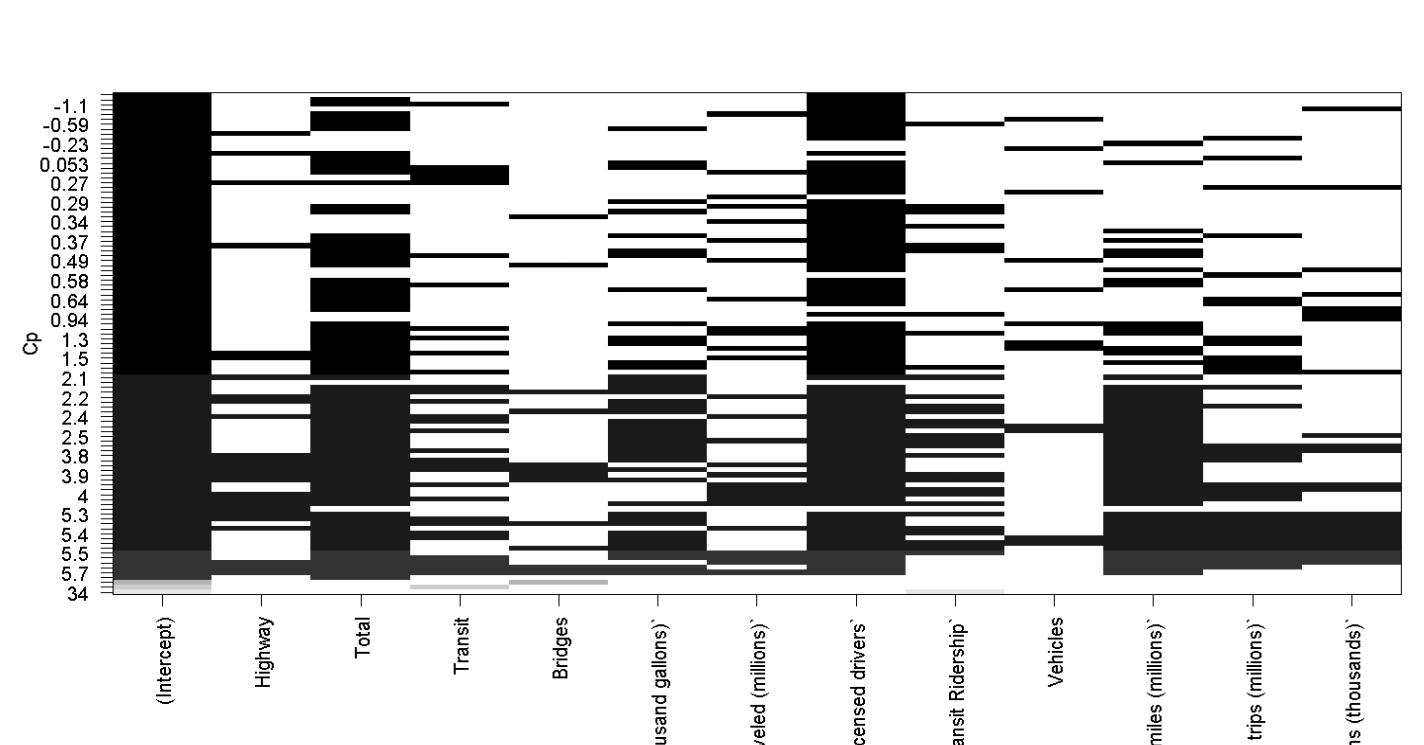 -1.1
-0.59
-0.23
0.053
0.27
0.29
0.34
0.37
0.49
0.58
0.64
0.94
1.3
1.5
2.1
2.2
2.4
2.5
3.8
3.9
4
5.3
5.4
5.5
5.7
34
Cp
(Intercept)
Highway
Total
Transit
Bridges
usand gallons)`
veled (millions)`
censed drivers`
ansit Ridership`
Vehicles
miles (millions)`
trips (millions)`
ns (thousands)`